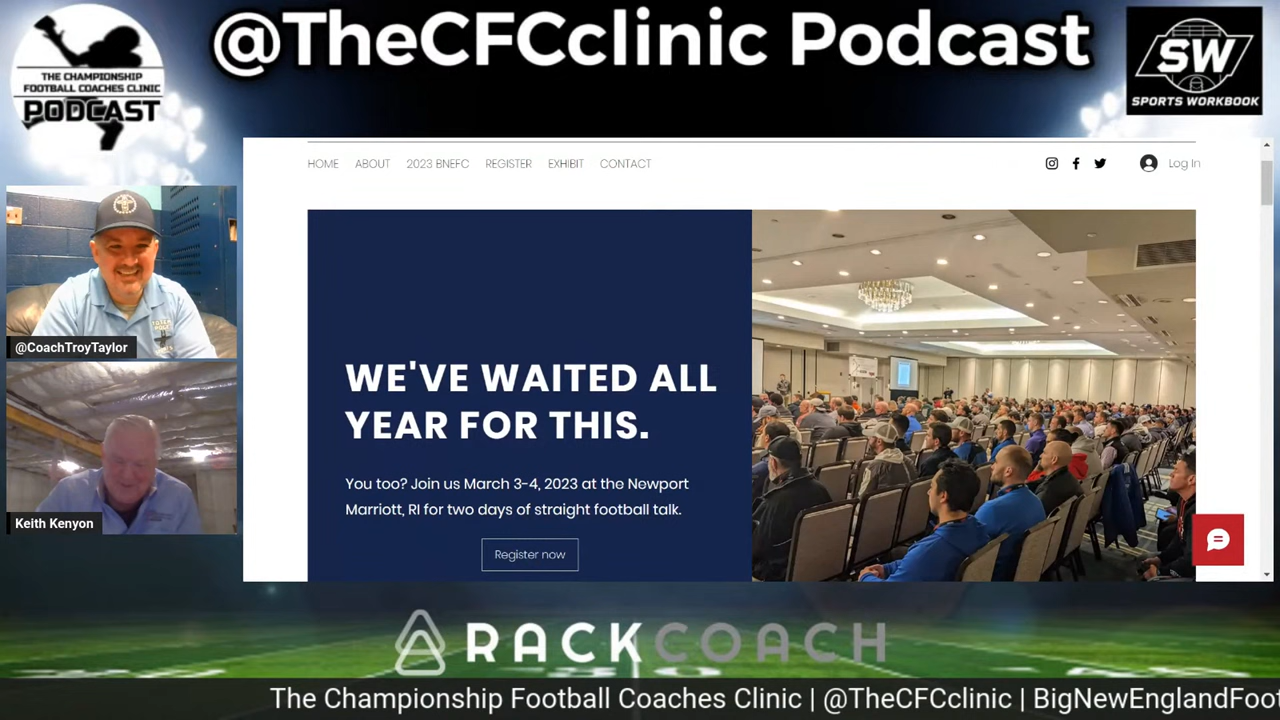 @TheCFCclinic Podcast
THE CHAMPIONSHIP
FOOTBALL COACHES CLINIC
PODCAST
SW
SPORTS WORKBOOK
HOME ABOUT 2023 BNEFC REGISTER EXHIBIT CONTACT
Log In
@CoachTroyTaylor
Keith Kenyon
WE'VE WAITED ALL
YEAR FOR THIS.
You too? Join us March 3-4, 2023 at the Newport
Marriott, RI for two days of straight football talk.
Register now
RACKCOACH
The Championship Football Coaches Clinic | @TheCFCclinic | BigNewEnglandFoot